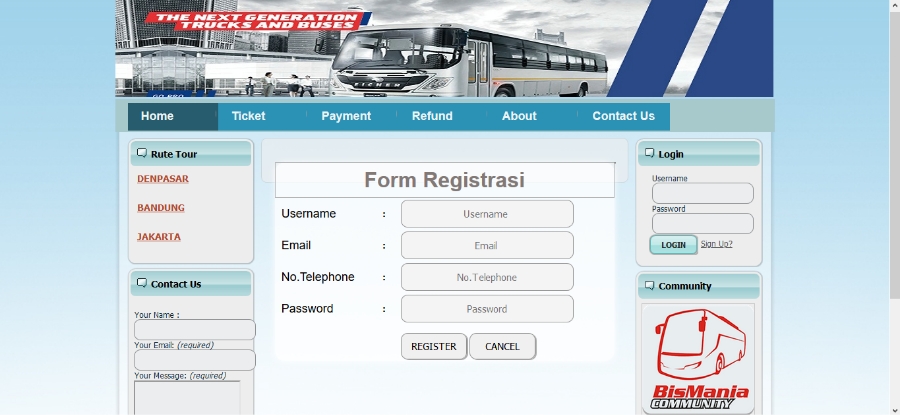 THE NEXT GENERATION
TRUCKS AND BUSES
EICHER
Home Ticket Payment Refund About Contact Us
Rute Tour
DENPASAR
BANDUNG
JAKARTA
Contact Us
Your Name :
Your Email: (required)
Your Message: (required)
Form Registrasi
Username : Username
Email : Email
No.Telephone : No.Telephone
Password : Password
REGISTER CANCEL
Login
Username
Password
LOGIN Sign Up?
Community
BisMania
COMMUNITY